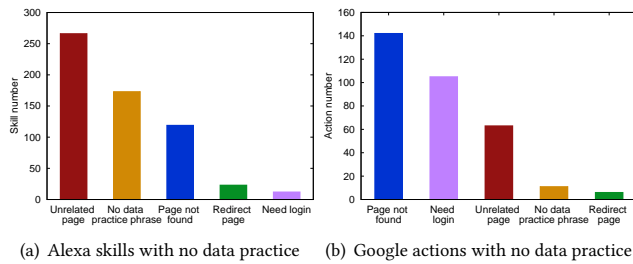 300
250
200
150
100
50
0
Skill number
Unrelated page
No data practice phrase
Page not found
Redirect page
Need login
(a) Alexa skills with no data practice
160
140
120
100
80
60
40
20
0
Action number
Page not found
Need login
Unrelated page
No data practice phrase
Redirect page
(b) Google actions with no data practice